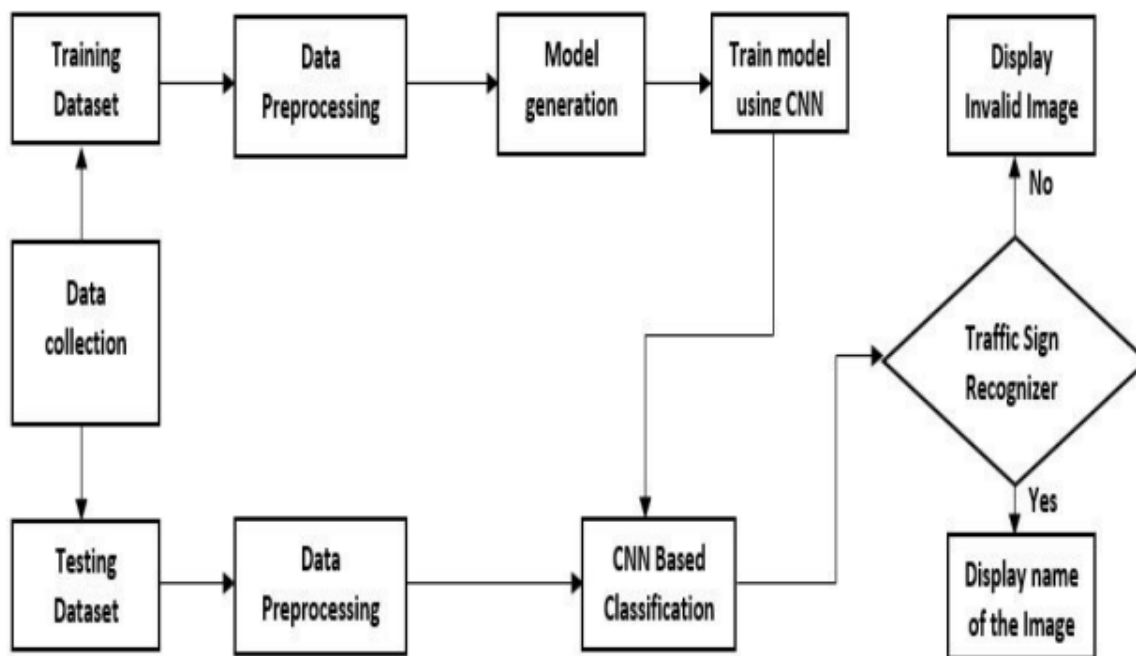 Training
Dataset
Data
Preprocessing
Model
generation
Train model
using CNN
Display
Invalid Image
No
Data
collection
Traffic Sign
Recognizer
Yes
Testing
Dataset
Data
Preprocessing
CNN Based
Classification
Display name
of the Image